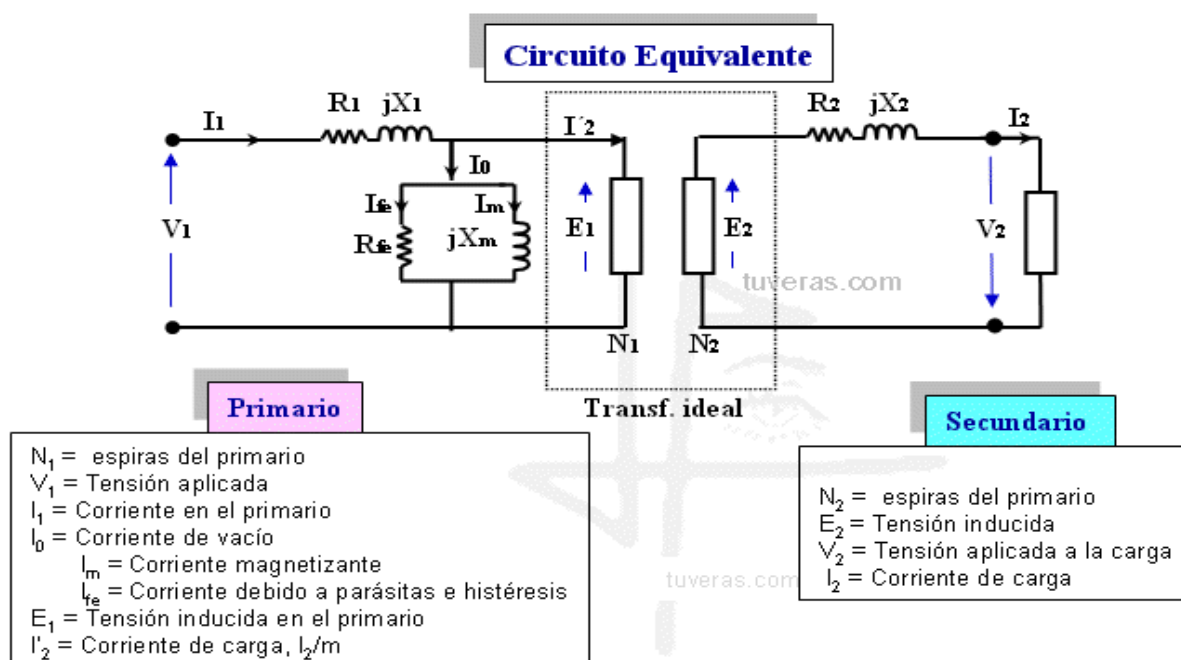 Circuito Equivalente
I1 R1 jX1 I´2 R2 jX2 I2
I0
Ife Im
V1 Rfe jXm E1 E2 V2
tuveras.com
N1 N2
Transf. ideal
Primario
N1 = espiras del primario
V1 = Tensión aplicada
I1 = Corriente en el primario
I0 = Corriente de vacío
Im = Corriente magnetizante
Ife = Corriente debido a parásitas e histéresis
E1 = Tensión inducida en el primario
I'2 = Corriente de carga, I2/m
Secundario
N2 = espiras del primario
E2 = Tensión inducida
V2 = Tensión aplicada a la carga
I2 = Corriente de carga
tuveras.com